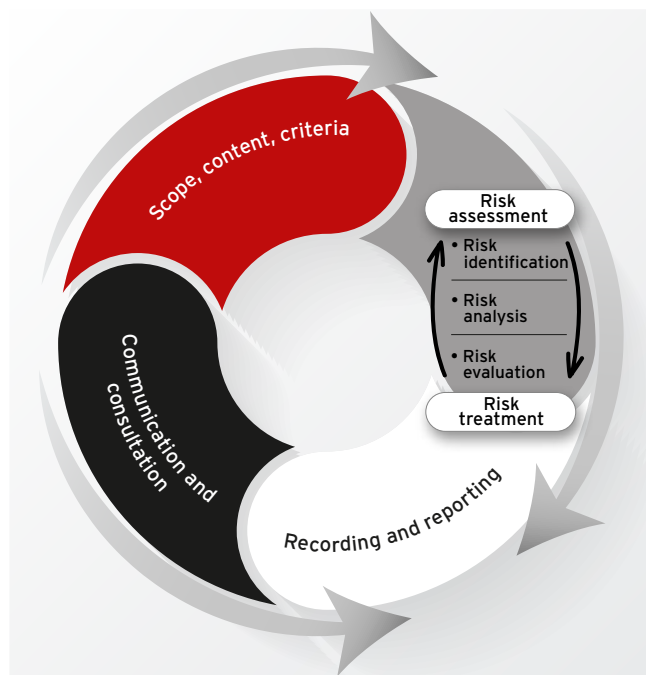 Scope, content, criteria
Risk
assessment
• Risk
identification
• Risk
analysis
• Risk
evaluation
Risk
treatment
Recording and reporting
Communication and
consultation